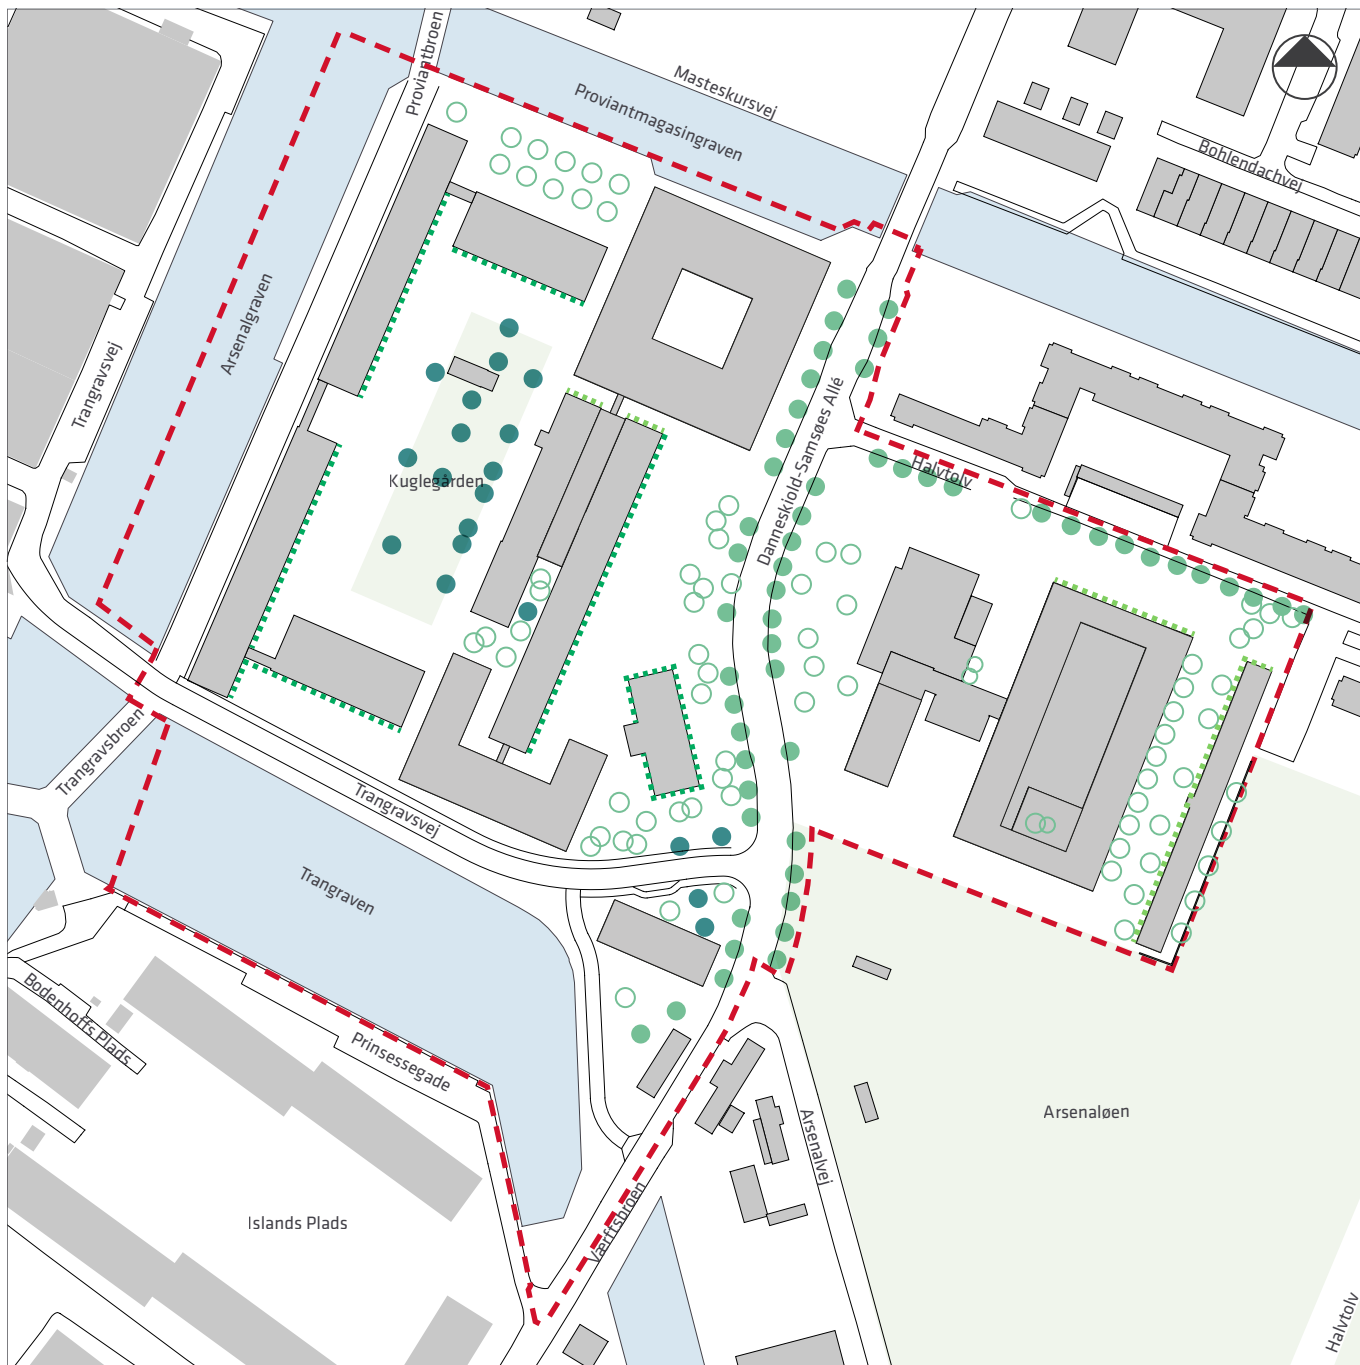 Proviantbroen
Masteskursvej
Proviantmagasingraven
Bohlendachvej
Arsenalgraven
Trangravsvej
Danneskiold-Samsøes Allé
Halvtolv
Kuglegården
Trangravsbroen
Trangravsvej
Trangraven
Bodenhoffs Plads
Prinsessegade
Arsenaløen
Arsenalvej
Islands Plads
Værftsbroen
Halvtolv